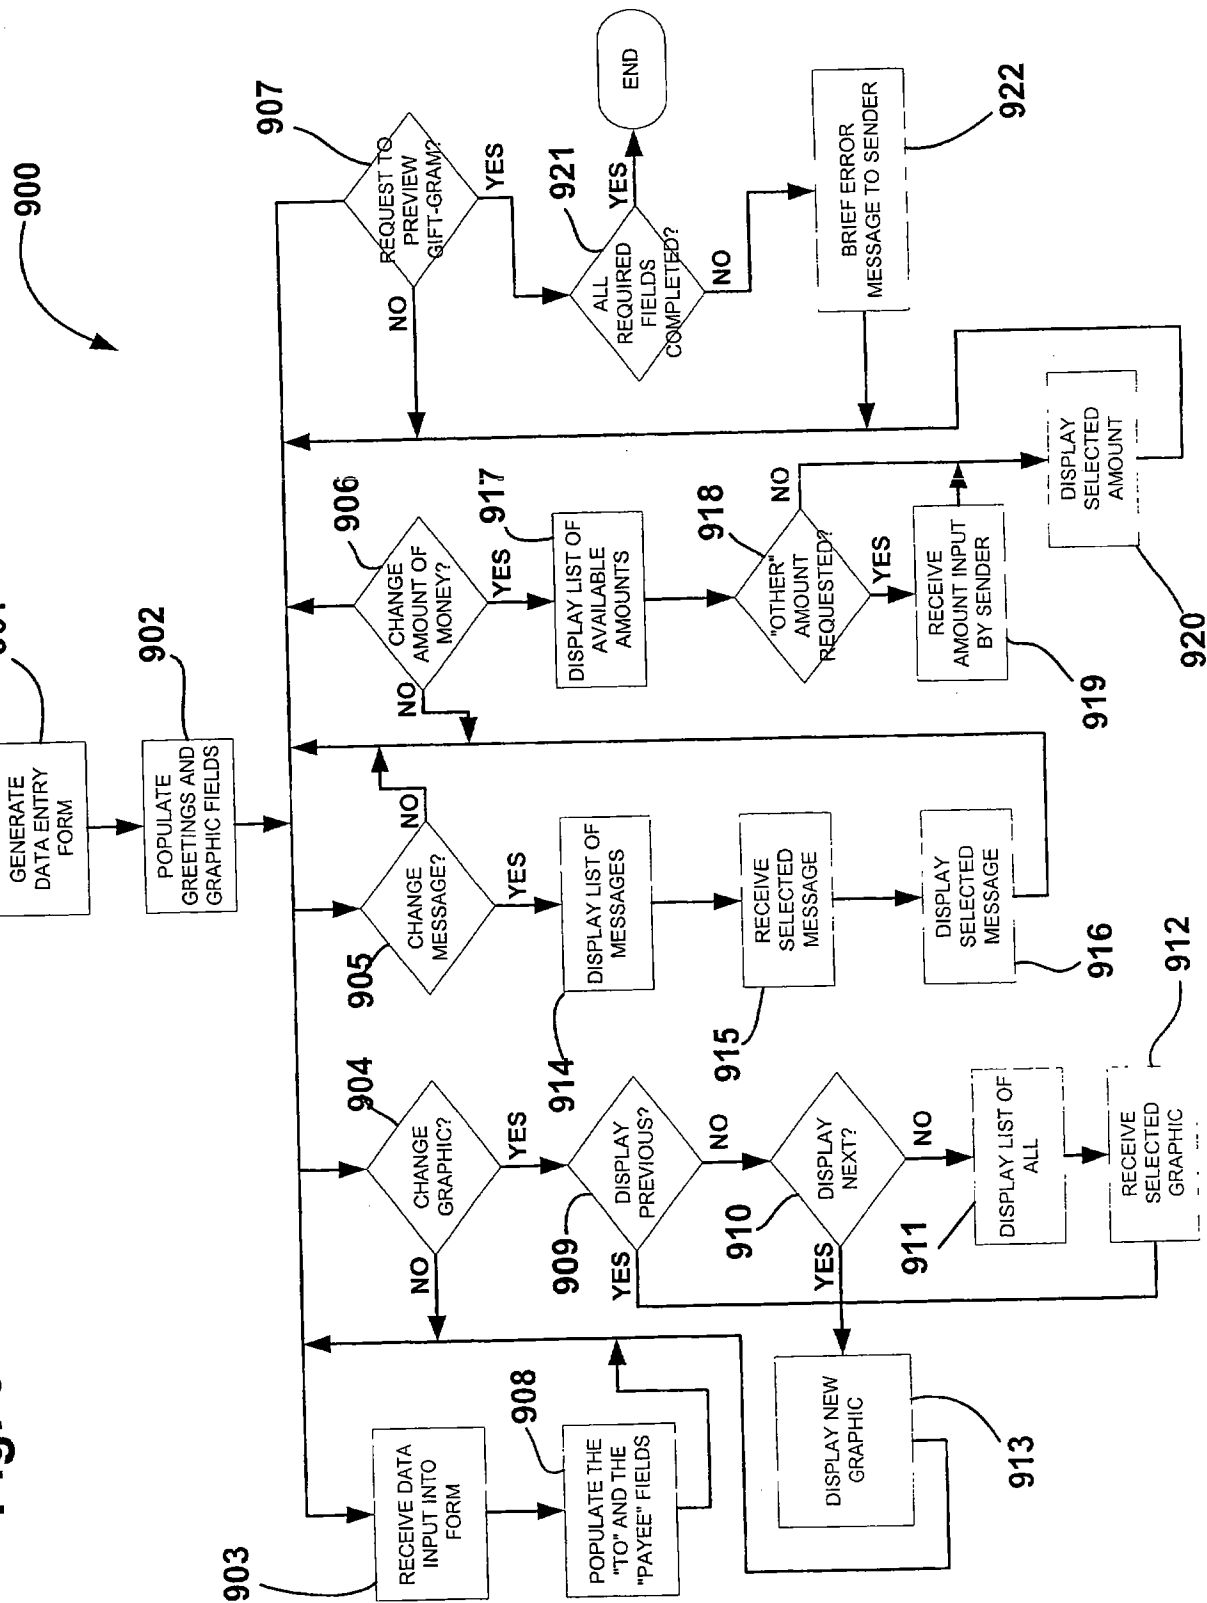 900
GENERATE
DATA ENTRY
FORM
902
POPULATE
GREETINGS AND
GRAPHIC FIELDS
903
RECEIVE DATA
INPUT INTO
FORM
908
POPULATE THE
"TO" AND THE
"PAYEE" FIELDS
904
CHANGE
GRAPHIC?
NO
YES
909
DISPLAY
PREVIOUS?
YES
NO
910
DISPLAY
NEXT?
YES
NO
913
DISPLAY NEW
GRAPHIC
911
DISPLAY LIST OF
ALL
912
RECEIVE
SELECTED
GRAPHIC
905
CHANGE
MESSAGE?
NO
YES
914
DISPLAY LIST OF
MESSAGES
915
RECEIVE
SELECTED
MESSAGE
916
DISPLAY
SELECTED
MESSAGE
906
CHANGE
AMOUNT OF
MONEY?
NO
YES
917
DISPLAY LIST OF
AVAILABLE
AMOUNTS
918
"OTHER"
AMOUNT
REQUESTED?
NO
YES
919
RECEIVE
AMOUNT INPUT
BY SENDER
920
DISPLAY
SELECTED
AMOUNT
907
REQUEST TO
PREVIEW
GIFT-GRAM?
NO
YES
921
ALL
REQUIRED
FIELDS
COMPLETED?
YES
NO
END
922
BRIEF ERROR
MESSAGE TO SENDER